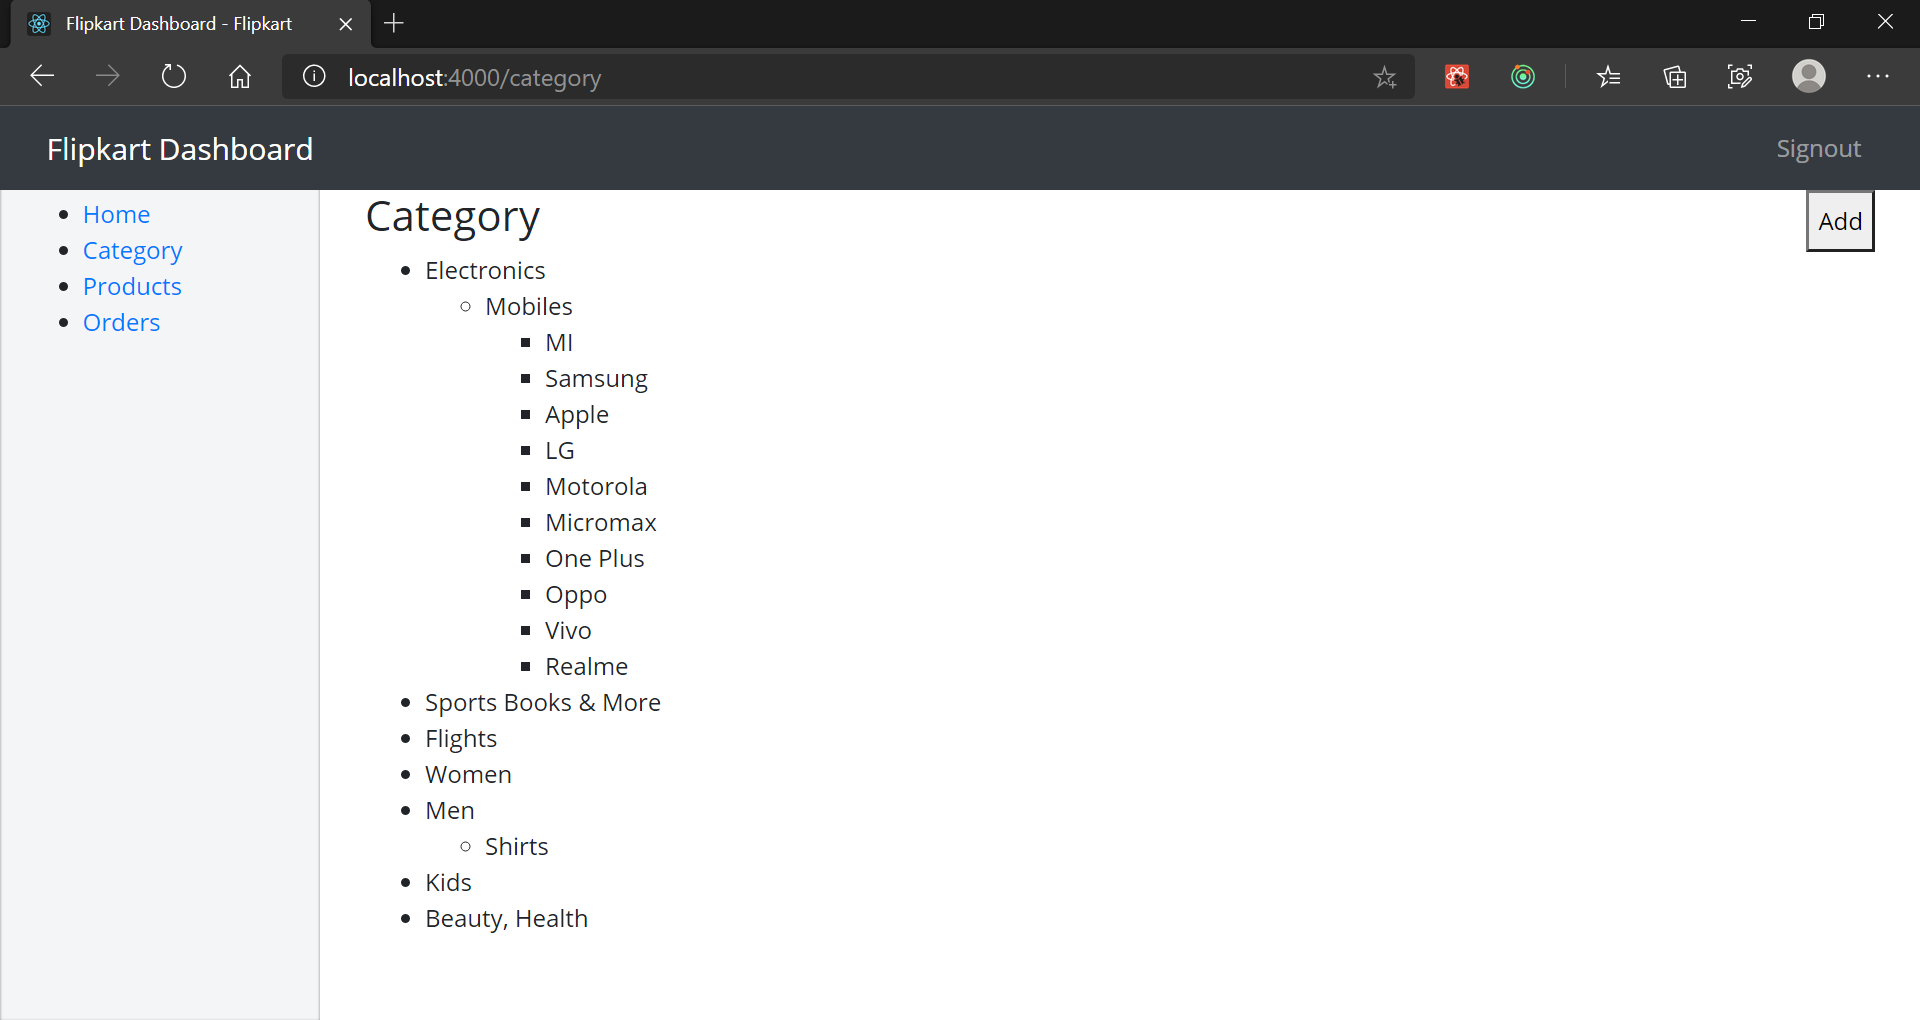 Flipkart Dashboard - Flipkart
localhost:4000/category
Flipkart Dashboard
Signout
Home
Category
Products
Orders
Category
Add
Electronics
Mobiles
MI
Samsung
Apple
LG
Motorola
Micromax
One Plus
Oppo
Vivo
Realme
Sports Books & More
Flights
Women
Men
Shirts
Kids
Beauty, Health